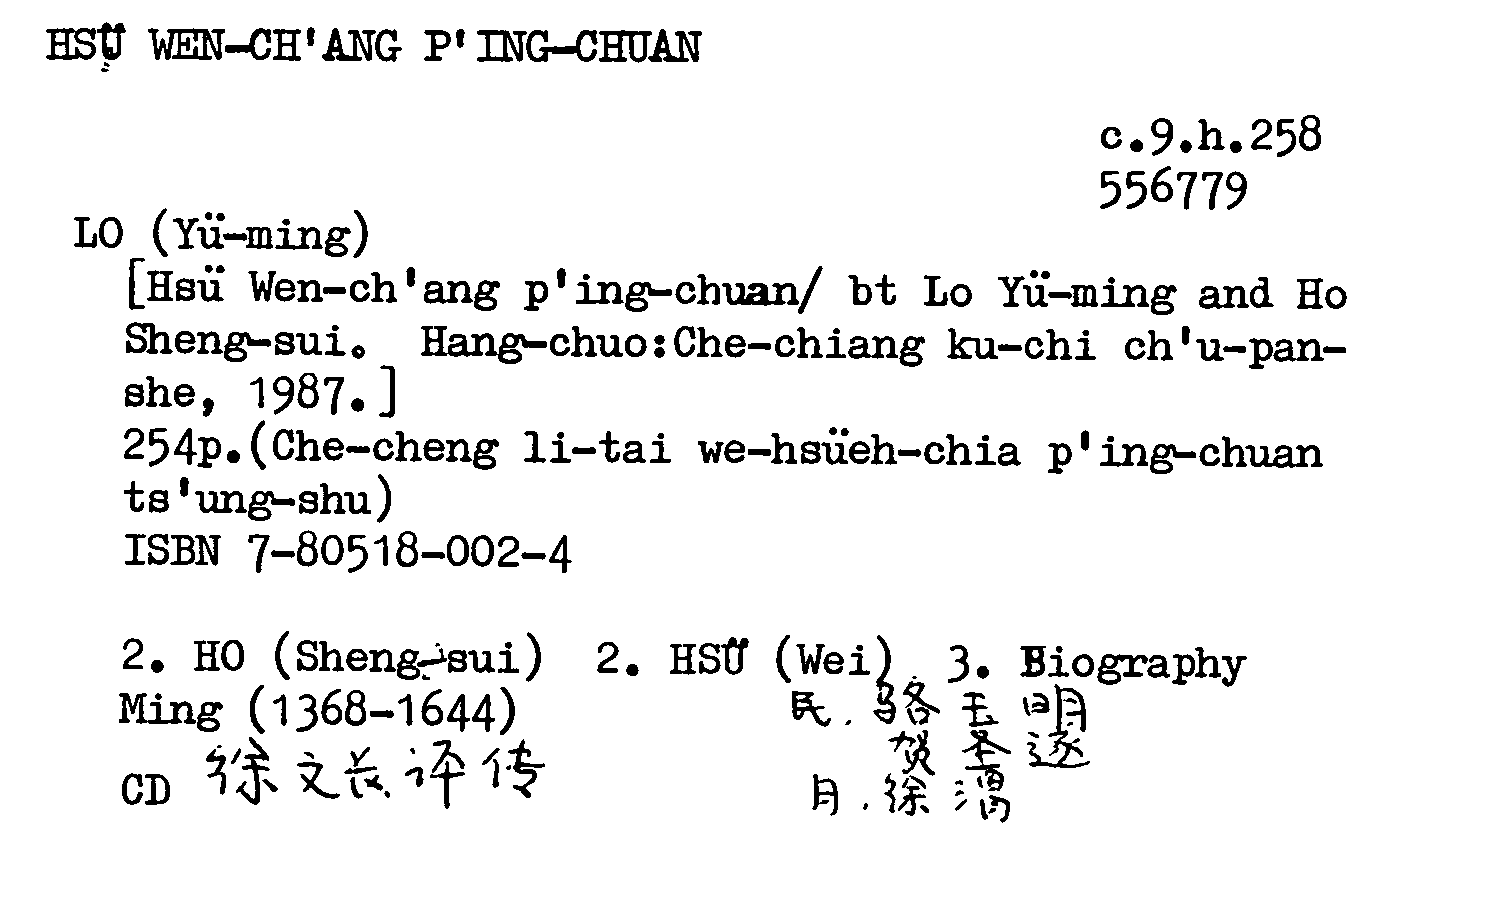 HSÜ WEN-CH'ANG P'ING-CHUAN
c.9.h.258
556779
LO (Yü-ming)
[Hsü Wen-ch'ang p'ing-chuan/ bt Lo Yü-ming and Ho
Sheng-sui. Hang-chuo:Che-chiang ku-chi ch'u-pan-
she, 1987.]
254p.(Che-cheng li-tai we-hsüeh-chia p'ing-chuan
ts'ung-shu)
ISBN 7-80518-002-4
2. HO (Sheng-sui) 2. HSÜ (Wei) 3. Biography
Ming (1368-1644)
民. 骆玉明
贺圣遂
CD 徐文长评传
月. 徐渭